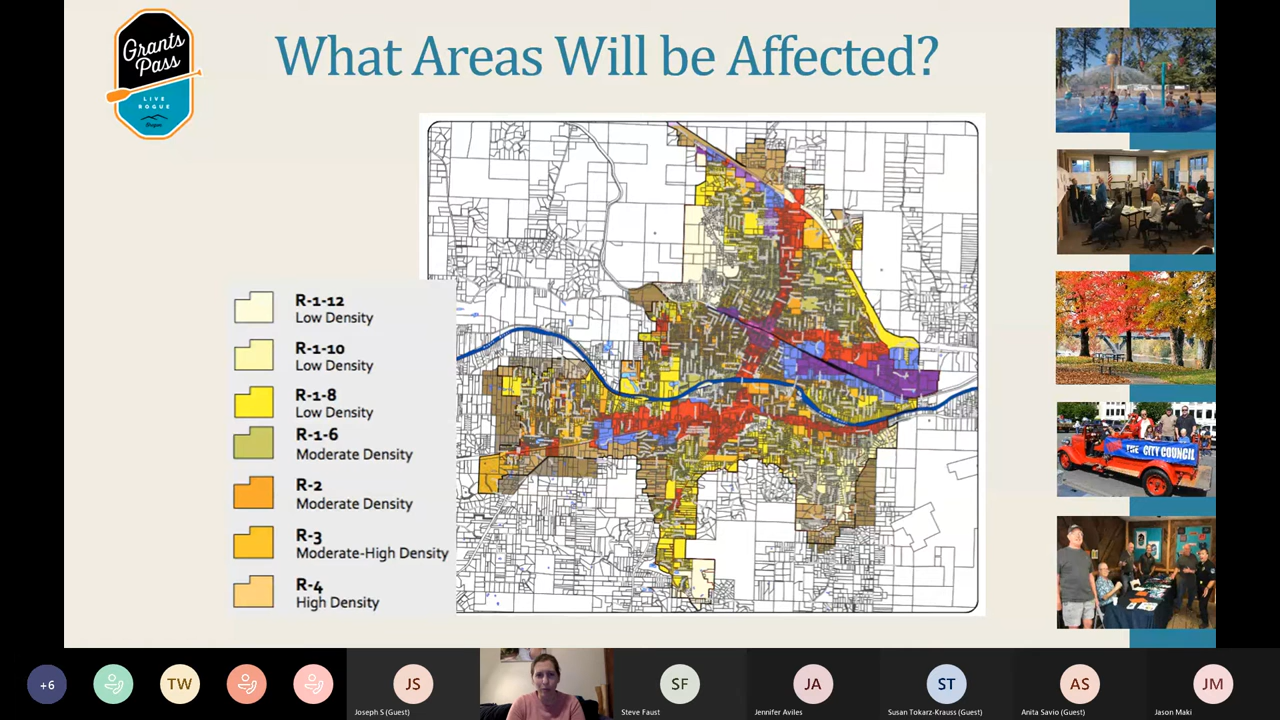 Grants
Pass
LIVE
ROGUE
Oregon
What Areas Will be Affected?
R-1-12
Low Density
R-1-10
Low Density
R-1-8
Low Density
R-1-6
Moderate Density
R-2
Moderate Density
R-3
Moderate-High Density
R-4
High Density
THE CITY COUNCIL
+6
TW
JS
Joseph S (Guest)
SF
Steve Faust
JA
Jennifer Aviles
ST
Susan Tokarz-Krauss (Guest)
AS
Anita Savio (Guest)
JM
Jason Maki